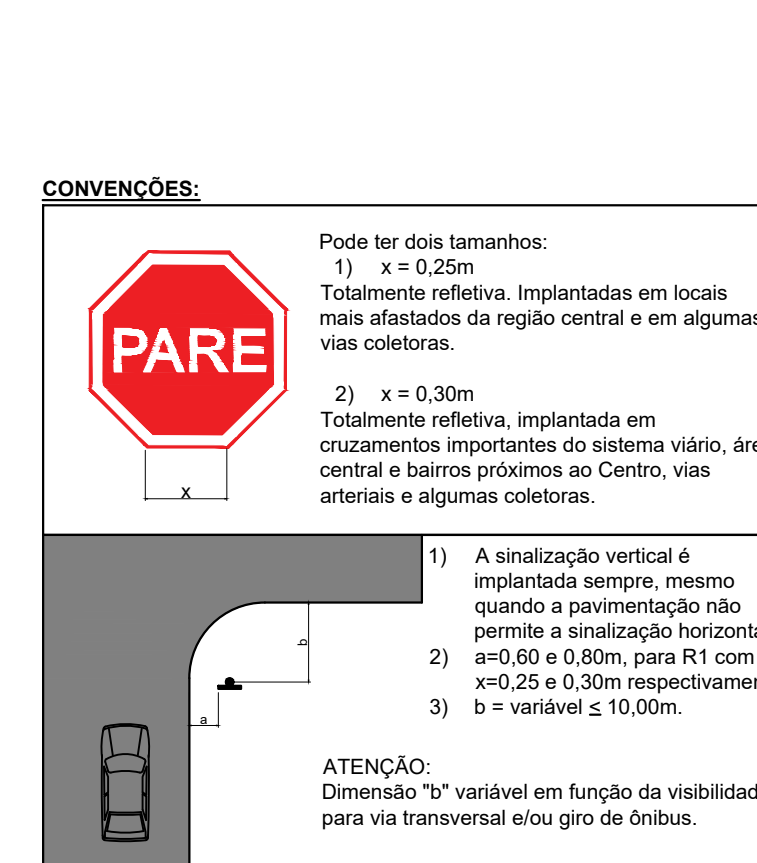 CONVENÇÕES:
PARE
x
Pode ter dois tamanhos:
1) x = 0,25m
Totalmente refletiva. Implantadas em locais
mais afastados da região central e em algumas
vias coletoras.
2) x = 0,30m
Totalmente refletiva, implantada em
cruzamentos importantes do sistema viário, áre
central e bairros próximos ao Centro, vias
arteriais e algumas coletoras.
b
a
1) A sinalização vertical é
implantada sempre, mesmo
quando a pavimentação não
permite a sinalização horizonta
2) a=0,60 e 0,80m, para R1 com
x=0,25 e 0,30m respectivamen
3) b = variável ≤ 10,00m.
ATENÇÃO:
Dimensão "b" variável em função da visibilidad
para via transversal e/ou giro de ônibus.